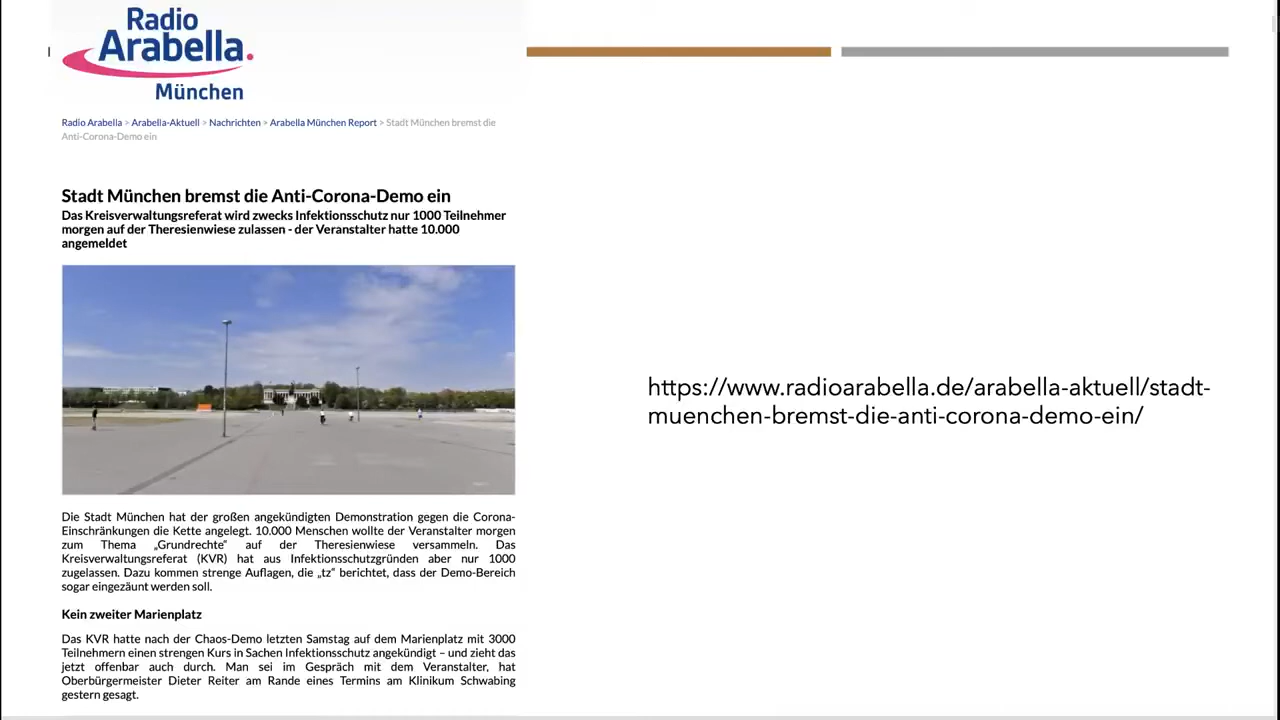 Radio
Arabella.
München
Radio Arabella > Arabella-Aktuell > Nachrichten > Arabella München Report > Stadt München bremst die
Anti-Corona-Demo ein
Stadt München bremst die Anti-Corona-Demo ein
Das Kreisverwaltungsreferat wird zwecks Infektionsschutz nur 1000 Teilnehmer
morgen auf der Theresienwiese zulassen - der Veranstalter hatte 10.000
angemeldet
Die Stadt München hat der großen angekündigten Demonstration gegen die Corona-
Einschränkungen die Kette angelegt. 10.000 Menschen wollte der Veranstalter morgen
zum Thema „Grundrechte“ auf der Theresienwiese versammeln. Das
Kreisverwaltungsreferat (KVR) hat aus Infektionsschutzgründen aber nur 1000
zugelassen. Dazu kommen strenge Auflagen, die „tz“ berichtet, dass der Demo-Bereich
sogar eingezäunt werden soll.
Kein zweiter Marienplatz
Das KVR hatte nach der Chaos-Demo letzten Samstag auf dem Marienplatz mit 3000
Teilnehmern einen strengen Kurs in Sachen Infektionsschutz angekündigt – und zieht das
jetzt offenbar auch durch. Man sei im Gespräch mit dem Veranstalter, hat
Oberbürgermeister Dieter Reiter am Rande eines Termins am Klinikum Schwabing
gestern gesagt.
https://www.radioarabella.de/arabella-aktuell/stadt-
muenchen-bremst-die-anti-corona-demo-ein/